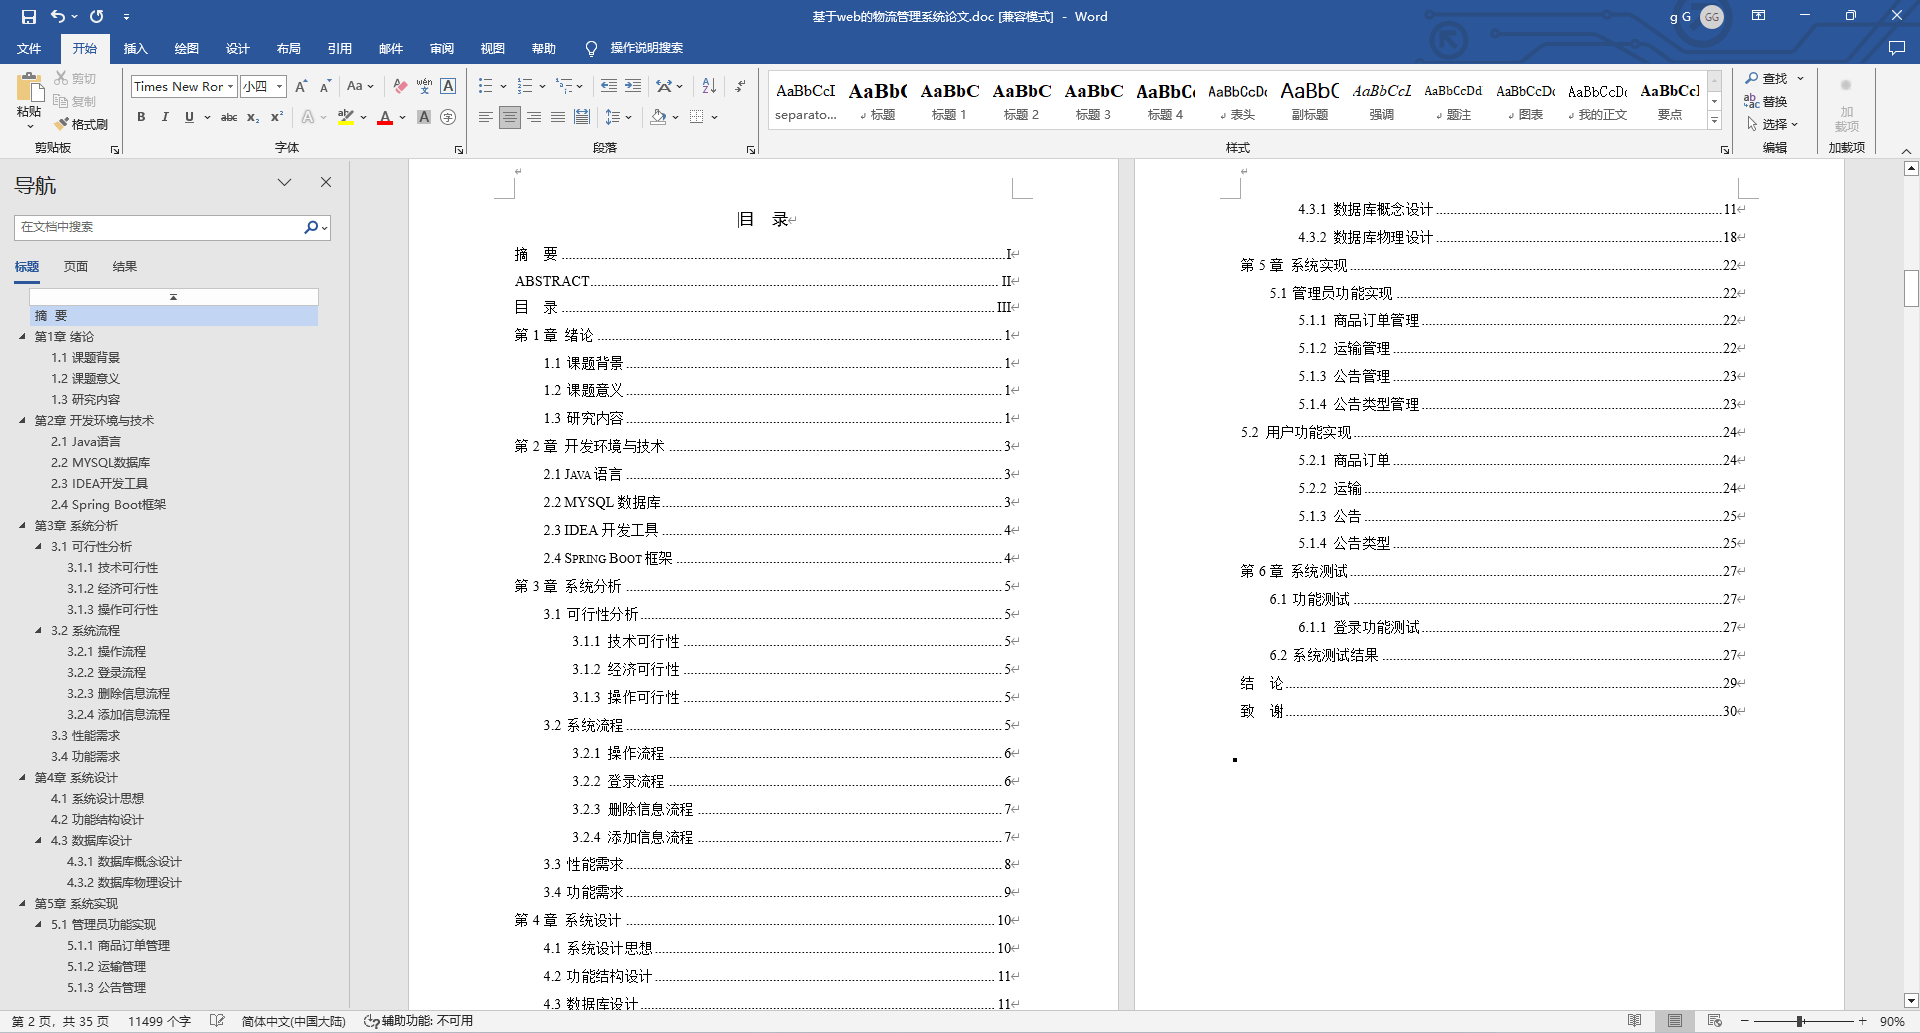 基于web的物流管理系统论文.doc [兼容模式] - Word
g G
GG
文件 开始 插入 绘图 设计 布局 引用 邮件 审阅 视图 帮助 操作说明搜索
粘贴
剪切
复制
格式刷
剪贴板
Times New Ror 小四
字体
段落
AaBbCcI AaBb( AaBbC AaBbC AaBbC AaBbCc AaBbCcDc AaBbC AaBbCcL AaBbCcDd AaBbCcDc AaBbCcDc AaBbCcI
separato... 标题 标题 1 标题 2 标题 3 标题 4 表头 副标题 强调 题注 图表 我的正文 要点
样式
查找
替换
选择
编辑
加
载项
加载项
导航
在文档中搜索
标题 页面 结果
摘 要
第1章 绪论
1.1 课题背景
1.2 课题意义
1.3 研究内容
第2章 开发环境与技术
2.1 Java语言
2.2 MYSQL数据库
2.3 IDEA开发工具
2.4 Spring Boot框架
第3章 系统分析
3.1 可行性分析
3.1.1 技术可行性
3.1.2 经济可行性
3.1.3 操作可行性
3.2 系统流程
3.2.1 操作流程
3.2.2 登录流程
3.2.3 删除信息流程
3.2.4 添加信息流程
3.3 性能需求
3.4 功能需求
第4章 系统设计
4.1 系统设计思想
4.2 功能结构设计
4.3 数据库设计
4.3.1 数据库概念设计
4.3.2 数据库物理设计
第5章 系统实现
5.1 管理员功能实现
5.1.1 商品订单管理
5.1.2 运输管理
5.1.3 公告管理
目 录
摘 要 I
ABSTRACT II
目 录 III
第 1 章 绪论 1
1.1 课题背景 1
1.2 课题意义 1
1.3 研究内容 1
第 2 章 开发环境与技术 3
2.1 JAVA 语言 3
2.2 MYSQL 数据库 3
2.3 IDEA 开发工具 4
2.4 SPRING BOOT 框架 4
第 3 章 系统分析 5
3.1 可行性分析 5
3.1.1 技术可行性 5
3.1.2 经济可行性 5
3.1.3 操作可行性 5
3.2 系统流程 5
3.2.1 操作流程 6
3.2.2 登录流程 6
3.2.3 删除信息流程 7
3.2.4 添加信息流程 7
3.3 性能需求 8
3.4 功能需求 9
第 4 章 系统设计 10
4.1 系统设计思想 10
4.2 功能结构设计 11
4.3 数据库设计 11
4.3.1 数据库概念设计 11
4.3.2 数据库物理设计 18
第 5 章 系统实现 22
5.1 管理员功能实现 22
5.1.1 商品订单管理 22
5.1.2 运输管理 22
5.1.3 公告管理 23
5.1.4 公告类型管理 23
5.2 用户功能实现 24
5.2.1 商品订单 24
5.2.2 运输 24
5.1.3 公告 25
5.1.4 公告类型 25
第 6 章 系统测试 27
6.1 功能测试 27
6.1.1 登录功能测试 27
6.2 系统测试结果 27
结 论 29
致 谢 30
第 2 页，共 35 页 11499 个字 简体中文(中国大陆) 辅助功能: 不可用 90%